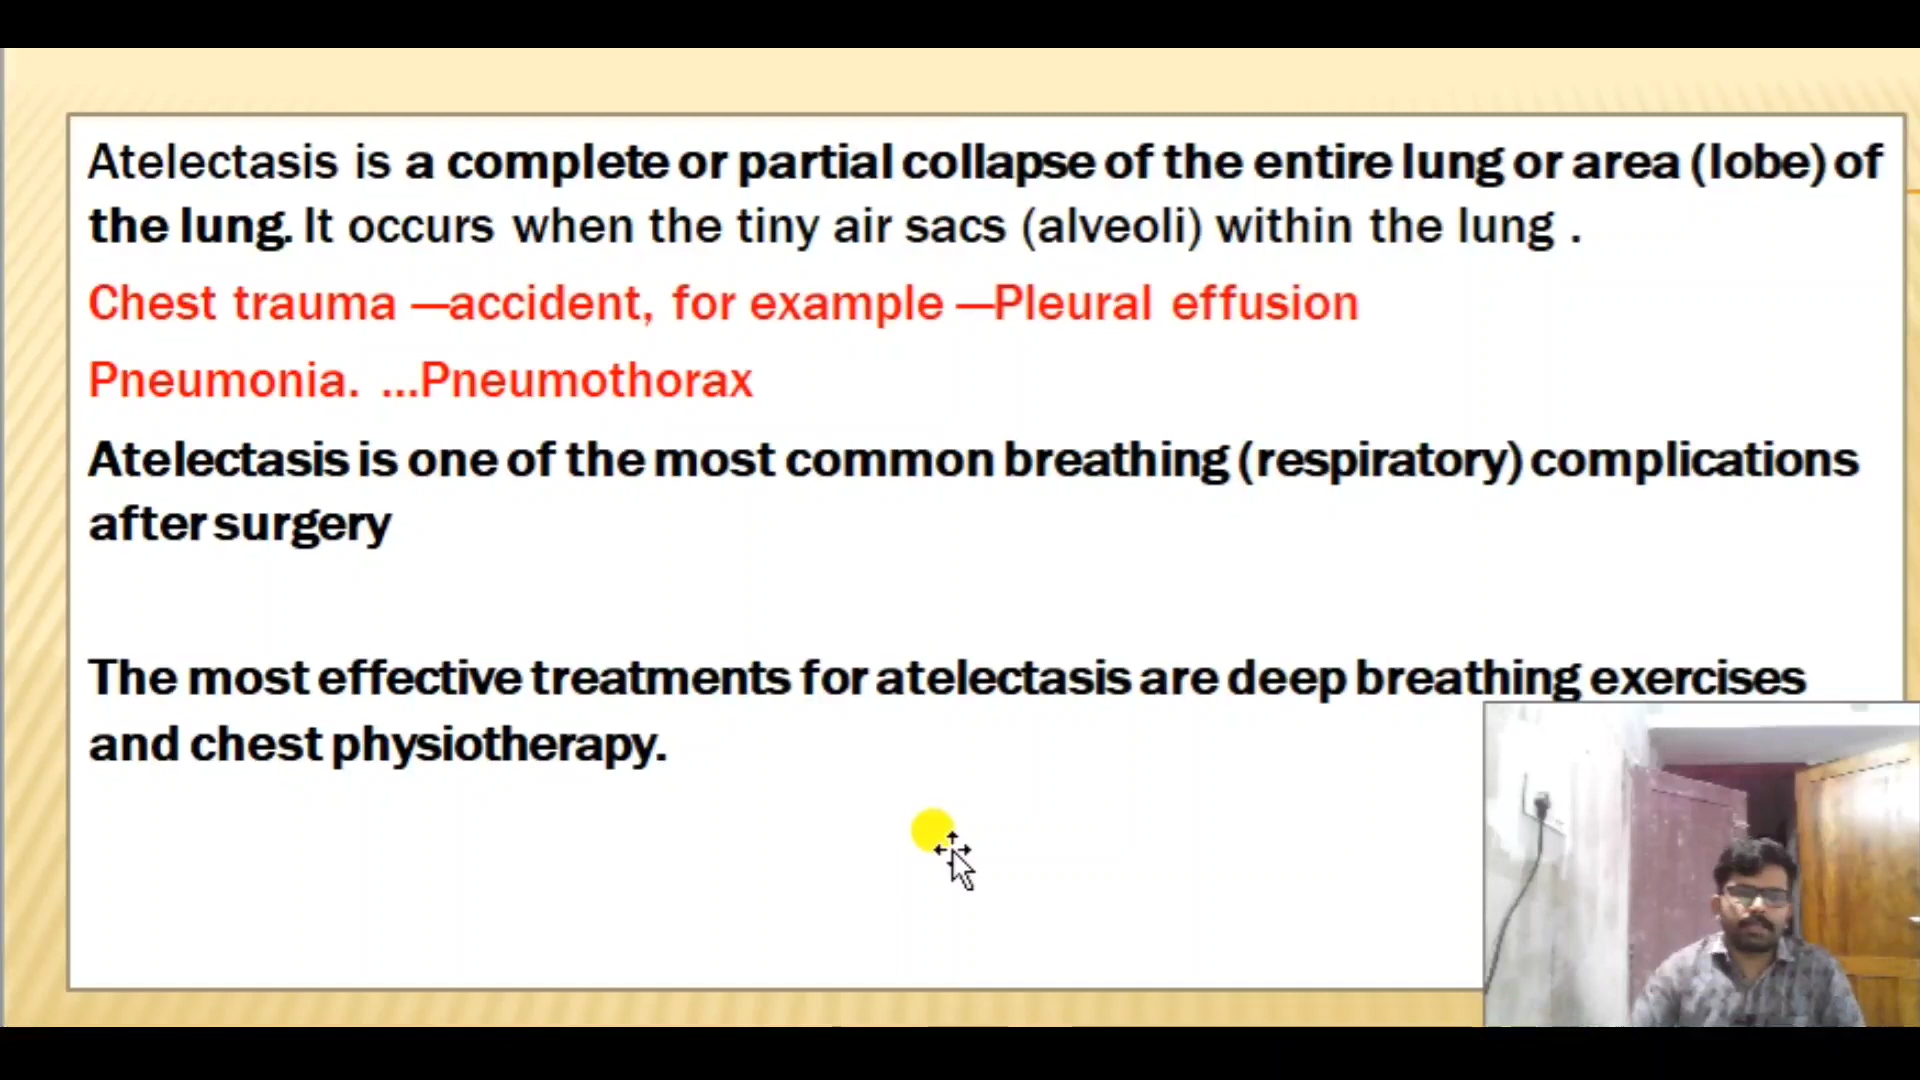 Atelectasis is a complete or partial collapse of the entire lung or area (lobe) of
the lung. It occurs when the tiny air sacs (alveoli) within the lung .
Chest trauma —accident, for example —Pleural effusion
Pneumonia. ...Pneumothorax
Atelectasis is one of the most common breathing (respiratory) complications
after surgery
The most effective treatments for atelectasis are deep breathing exercises
and chest physiotherapy.